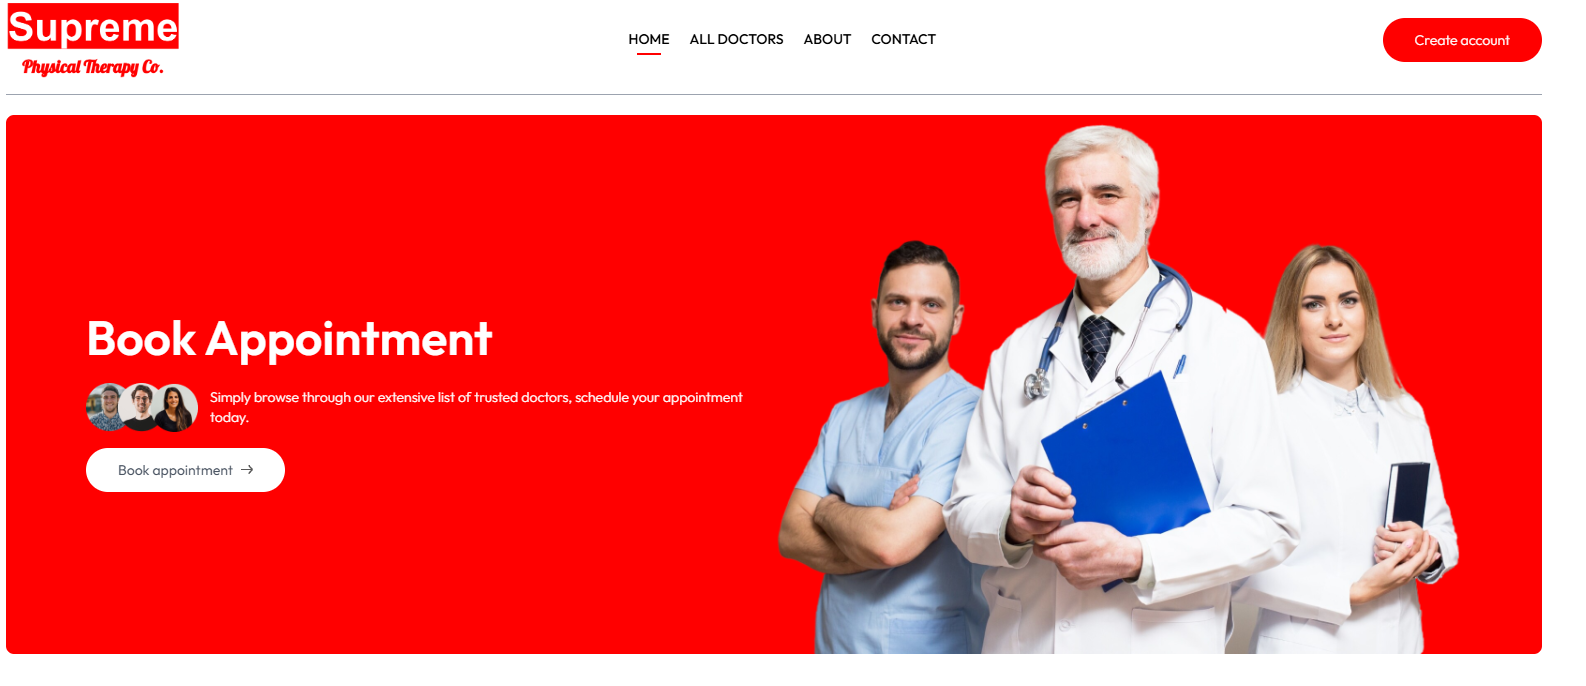 Supreme
Physical Therapy Co.
HOME
ALL DOCTORS
ABOUT
CONTACT
Create account
Book Appointment
Simply browse through our extensive list of trusted doctors, schedule your appointment
today.
Book appointment →